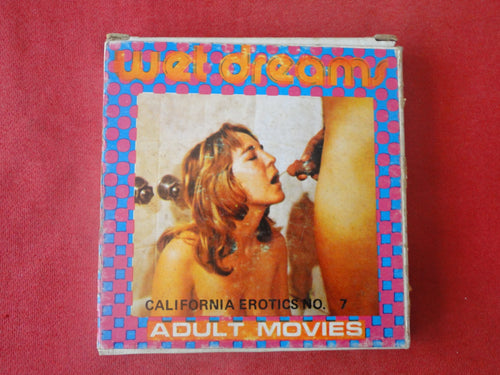 wet dreams
CALIFORNIA EROTICS NO. 7
ADULT MOVIES